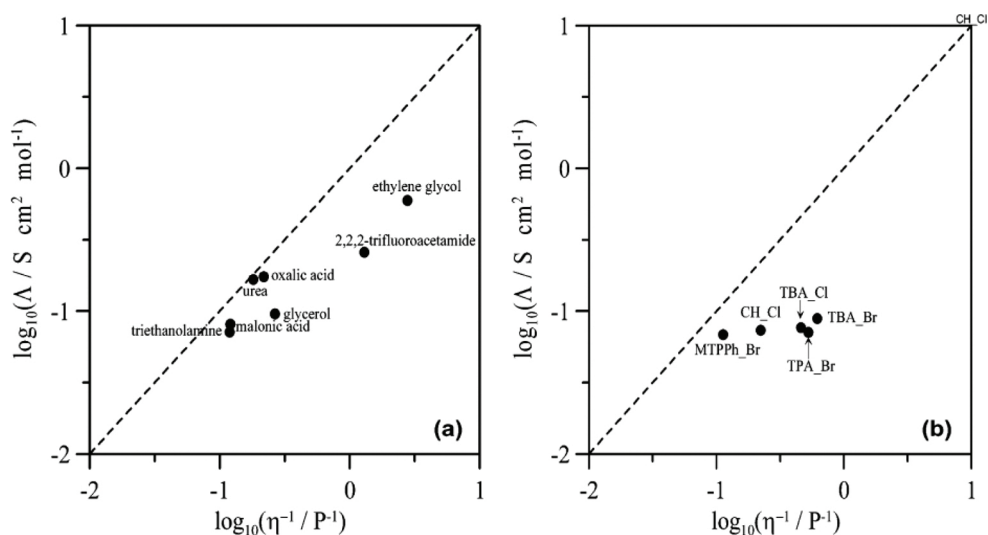 1
0
-1
-2
-2
-1
0
1
log10(Λ / S cm2 mol-1)
log10(η−1 / P-1)
ethylene glycol
2,2,2-trifluoroacetamide
oxalic acid
urea
glycerol
malonic acid
triethanolamine
(a)
CH_Cl
1
0
-1
-2
-2
-1
0
1
log10(Λ / S cm2 mol-1)
log10(η−1 / P-1)
TBA_Cl
CH_Cl
TBA_Br
MTPPh_Br
TPA_Br
(b)